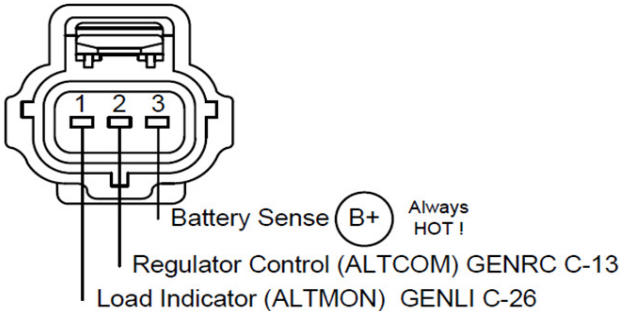 1 2 3
Battery Sense B+ Always
HOT !
Regulator Control (ALTCOM) GENRC C-13
Load Indicator (ALTMON) GENLI C-26